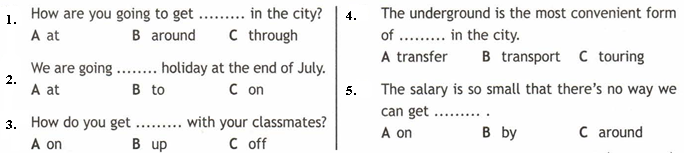 1. How are you going to get ......... in the city?
A at B around C through
2. We are going ........ holiday at the end of July.
A at B to C on
3. How do you get ......... with your classmates?
A on B up C off
4. The underground is the most convenient form
of ......... in the city.
A transfer B transport C touring
5. The salary is so small that there's no way we
can get ......... .
A on B by C around